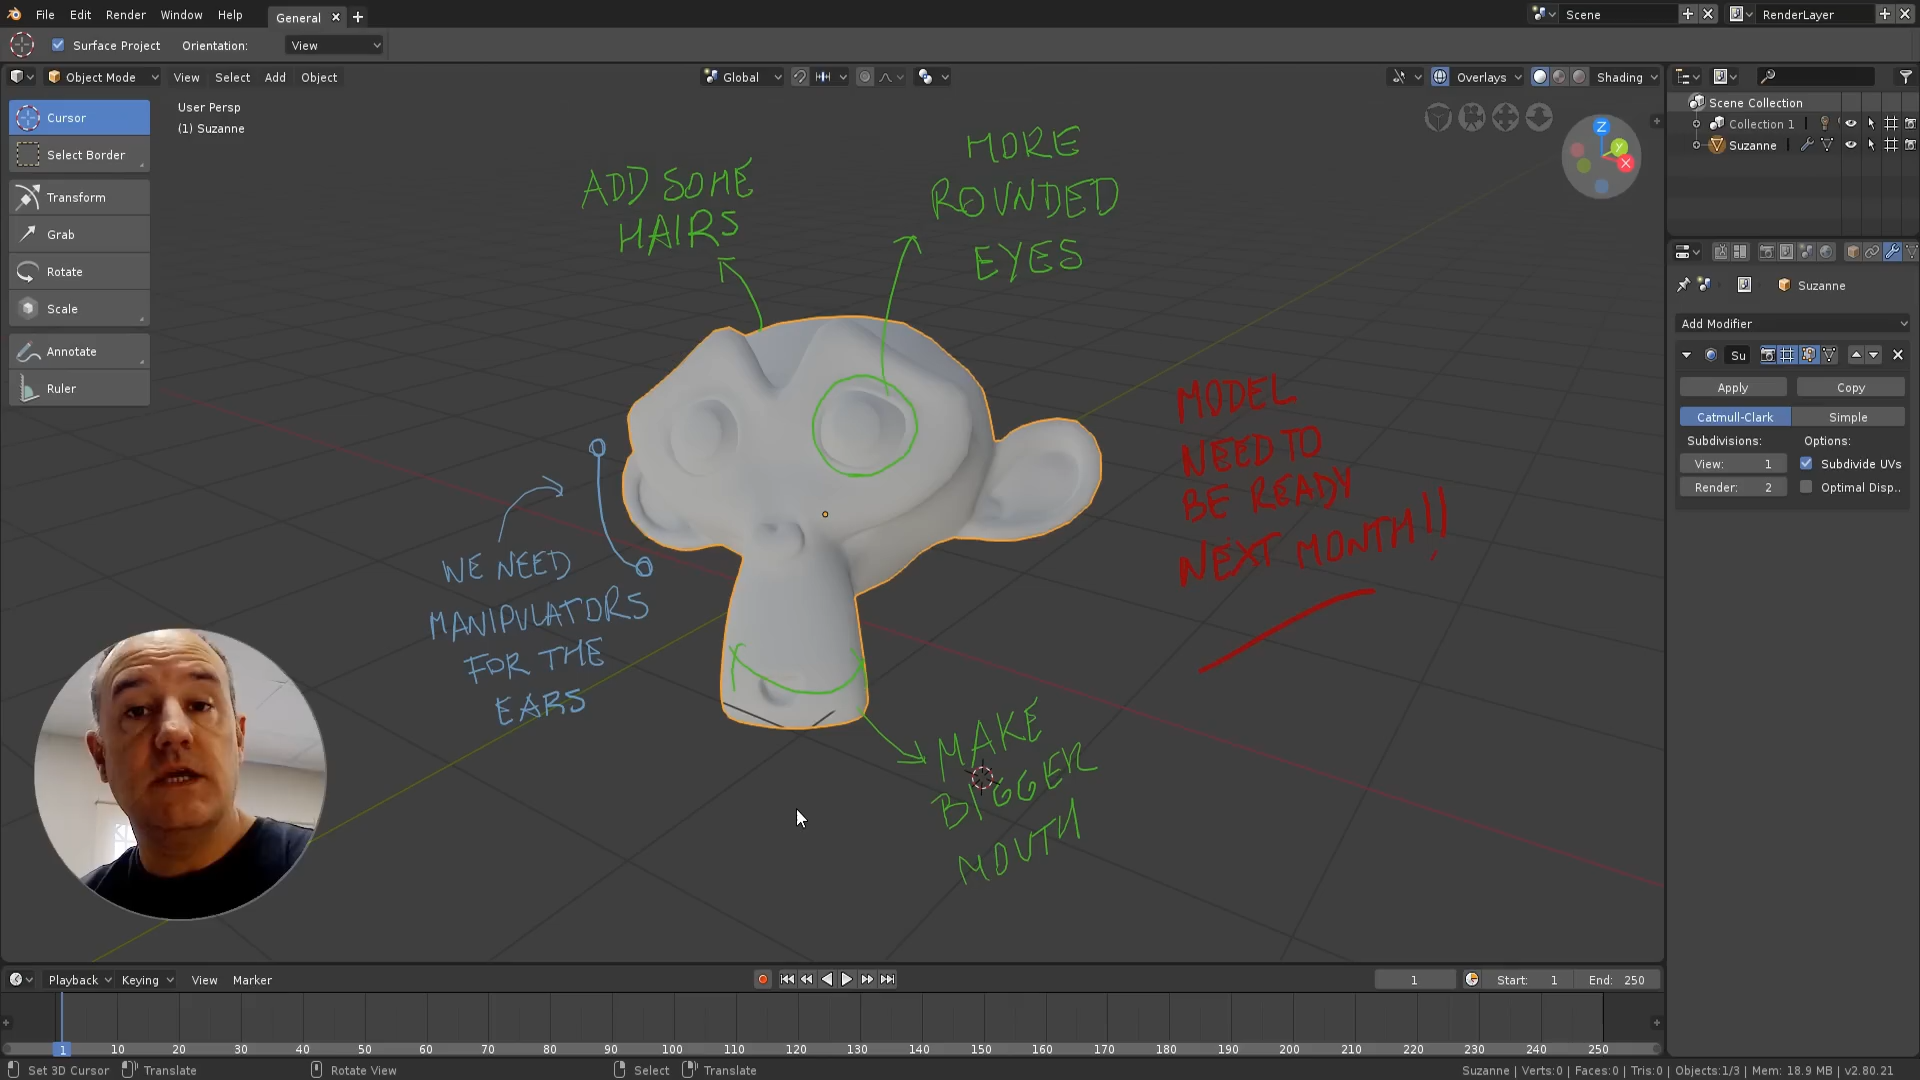 File Edit Render Window Help
General
Scene
RenderLayer
Surface Project Orientation: View
Object Mode View Select Add Object
Global
Overlays Shading
Cursor
Select Border
Transform
Grab
Rotate
Scale
Annotate
Ruler
User Persp
(1) Suzanne
ADD SOME
HAIRS
MORE
ROUNDED
EYES
WE NEED
MANIPULATORS
FOR THE
EARS
MODEL
NEED TO
BE READY
NEXT MONTH!!
MAKE
BIGGER
MOUTH
Z
Y
X
Scene Collection
Collection 1
Suzanne
Suzanne
Add Modifier
Su
Apply Copy
Catmull-Clark Simple
Subdivisions: Options:
View: 1 Subdivide UVs
Render: 2 Optimal Disp..
Playback Keying View Marker
1 Start: 1 End: 250
1 10 20 30 40 50 60 70 80 90 100 110 120 130 140 150 160 170 180 190 200 210 220 230 240 250
Set 3D Cursor Translate Rotate View Select Translate
Suzanne | Verts:0 | Faces:0 | Tris:0 | Objects:1/3 | Mem: 18.9 MB | v2.80.21